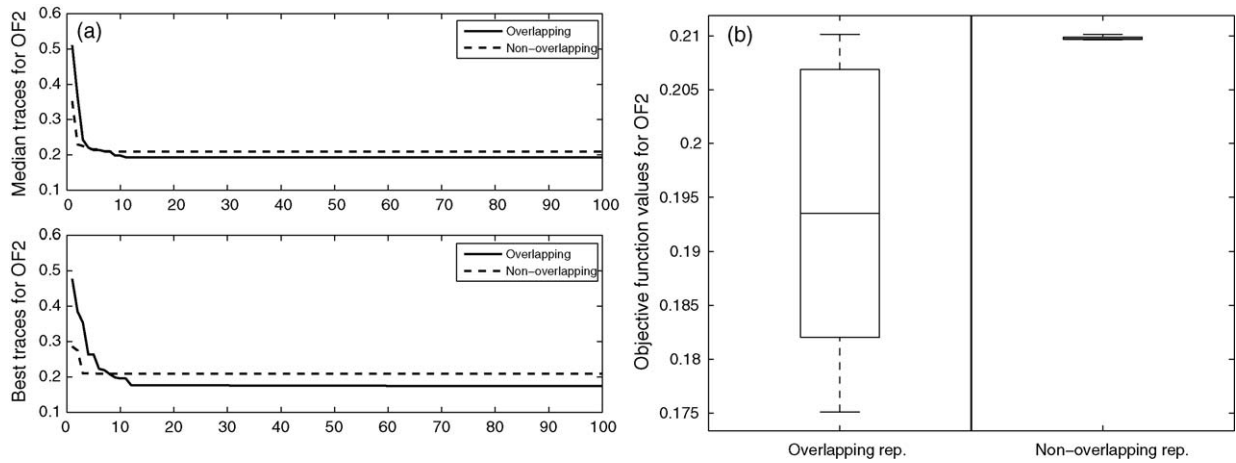 (a)
Median traces for OF2
0.6
0.5
0.4
0.3
0.2
0.1
Overlapping
Non-overlapping
0 10 20 30 40 50 60 70 80 90 100
Best traces for OF2
0.6
0.5
0.4
0.3
0.2
0.1
Overlapping
Non-overlapping
0 10 20 30 40 50 60 70 80 90 100
(b)
Objective function values for OF2
0.21
0.205
0.2
0.195
0.19
0.185
0.18
0.175
Overlapping rep. Non-overlapping rep.